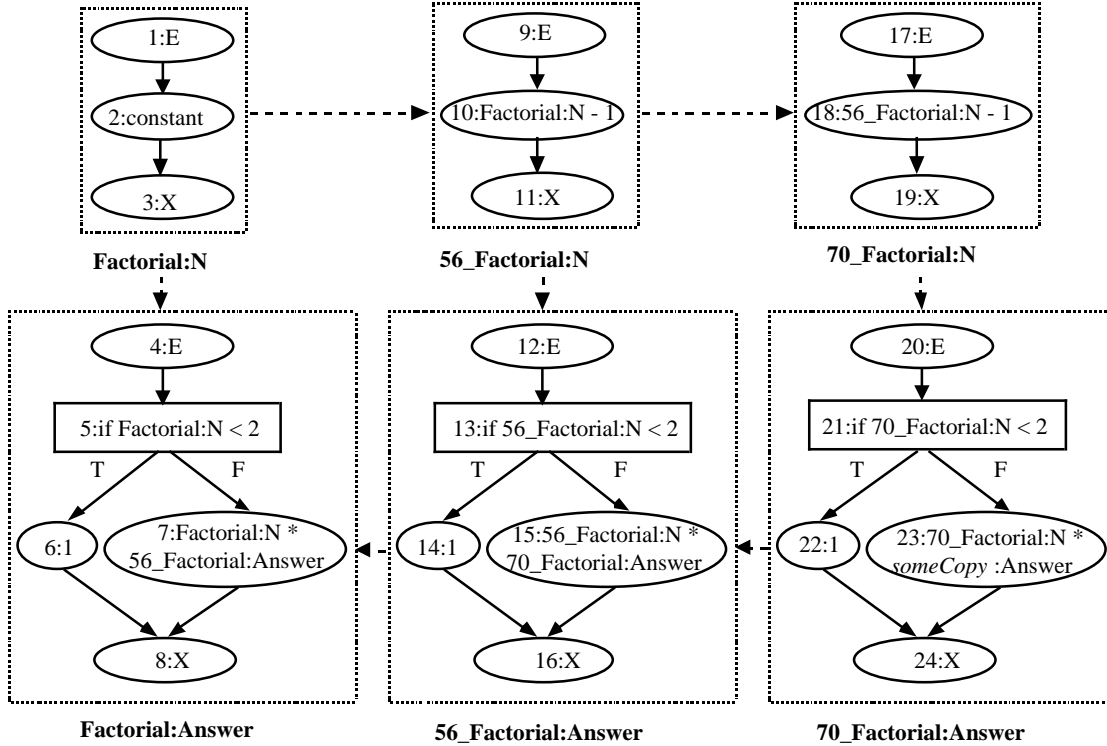 1:E
2:constant
3:X
Factorial:N
9:E
10:Factorial:N - 1
11:X
56_Factorial:N
17:E
18:56_Factorial:N - 1
19:X
70_Factorial:N
4:E
5:if Factorial:N < 2
T
F
6:1
7:Factorial:N *
56_Factorial:Answer
8:X
Factorial:Answer
12:E
13:if 56_Factorial:N < 2
T
F
14:1
15:56_Factorial:N *
70_Factorial:Answer
16:X
56_Factorial:Answer
20:E
21:if 70_Factorial:N < 2
T
F
22:1
23:70_Factorial:N *
someCopy :Answer
24:X
70_Factorial:Answer